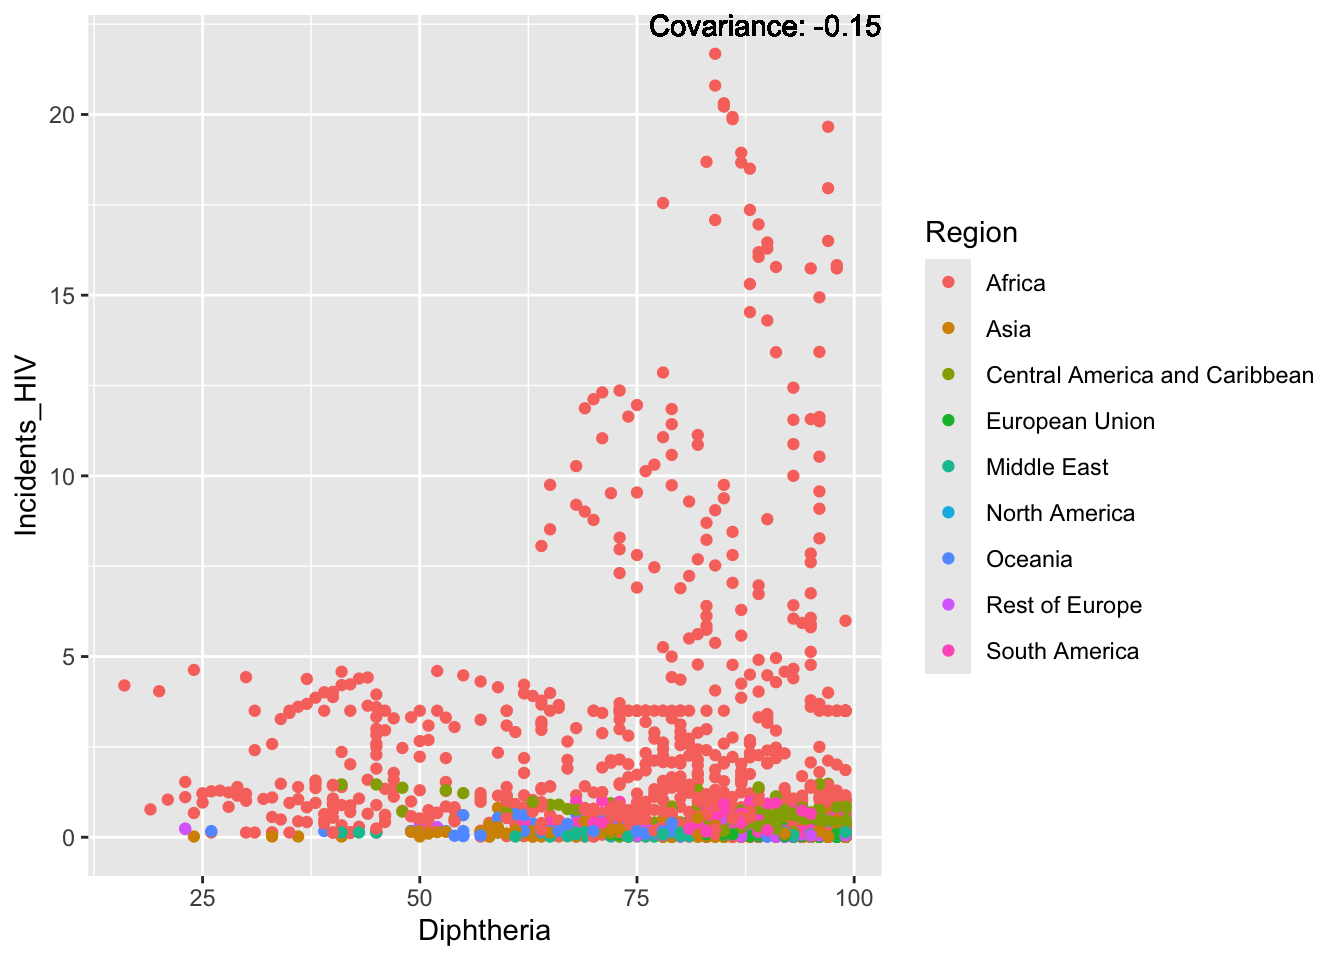 Covariance: -0.15
20
15
10
5
0
Incidents_HIV
25
50
75
100
Diphtheria
Region
Africa
Asia
Central America and Caribbean
European Union
Middle East
North America
Oceania
Rest of Europe
South America